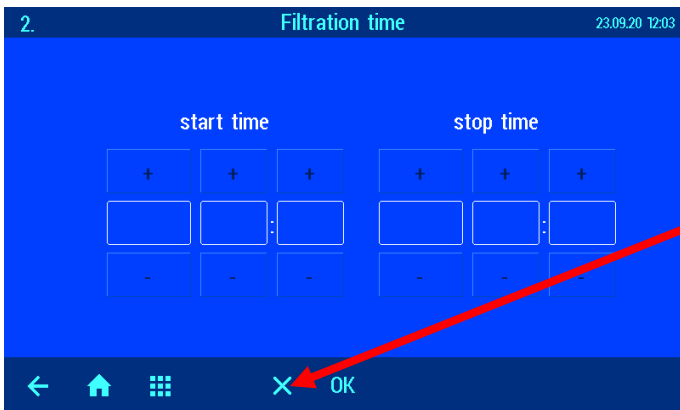 2. Filtration time 23.09.20 12:03
start time stop time
+ + + + + +
: :
- - - - - -
OK